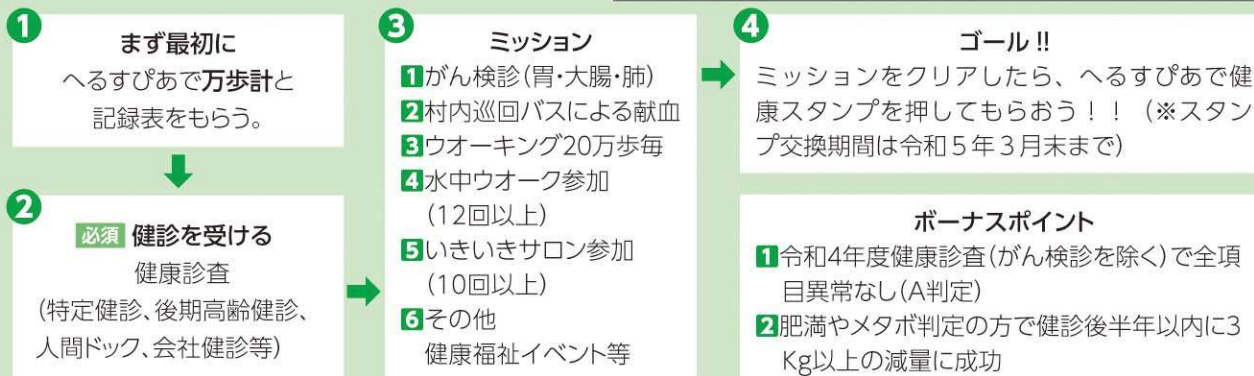 1
まず最初に
へるすぴあで万歩計と
記録表をもらう。
2
必須 健診を受ける
健康診査
(特定健診、後期高齢健診、
人間ドック、会社健診等)
3
ミッション
1がん検診(胃・大腸・肺)
2村内巡回バスによる献血
3ウオーキング20万歩毎
4水中ウオーク参加
(12回以上)
5いきいきサロン参加
(10回以上)
6その他
健康福祉イベント等
4
ゴール!!
ミッションをクリアしたら、へるすぴあで健
康スタンプを押してもらおう!!(※スタン
プ交換期間は令和5年3月末まで)
ボーナスポイント
1令和4年度健康診査(がん検診を除く)で全項
目異常なし(A判定)
2肥満やメタボ判定の方で健診後半年以内に3
Kg以上の減量に成功